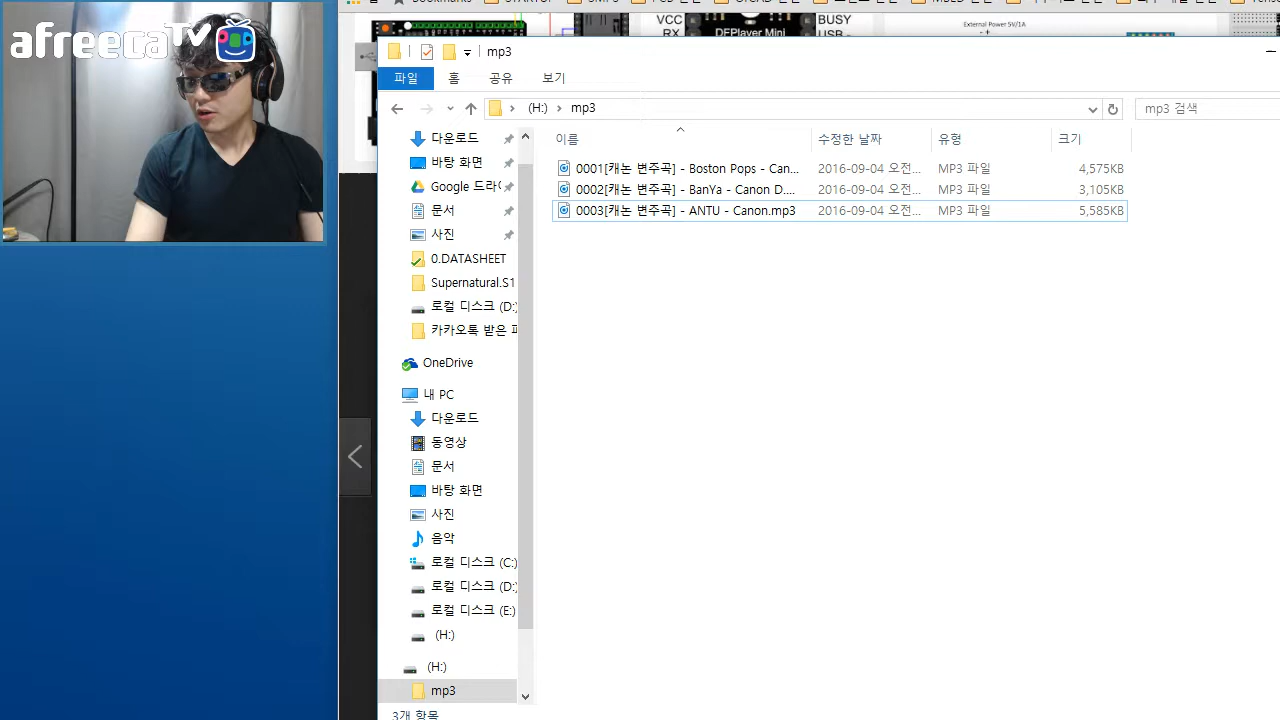 afreecaTV
VCC
RX
DFPlayer Mini
BUSY
USB -
External Power 5V/1A
mp3
파일 홈 공유 보기
(H:) > mp3
mp3 검색
이름 수정한 날짜 유형 크기
0001[캐논 변주곡] - Boston Pops - Can... 2016-09-04 오전... MP3 파일 4,575KB
0002[캐논 변주곡] - BanYa - Canon D.... 2016-09-04 오전... MP3 파일 3,105KB
0003[캐논 변주곡] - ANTU - Canon.mp3 2016-09-04 오전... MP3 파일 5,585KB
다운로드
바탕 화면
Google 드라이
문서
사진
0.DATASHEET
Supernatural.S1
로컬 디스크 (D:)
카카오톡 받은 파
OneDrive
내 PC
다운로드
동영상
문서
바탕 화면
사진
음악
로컬 디스크 (C:)
로컬 디스크 (D:)
로컬 디스크 (E:)
(H:)
(H:)
mp3
3개 항목